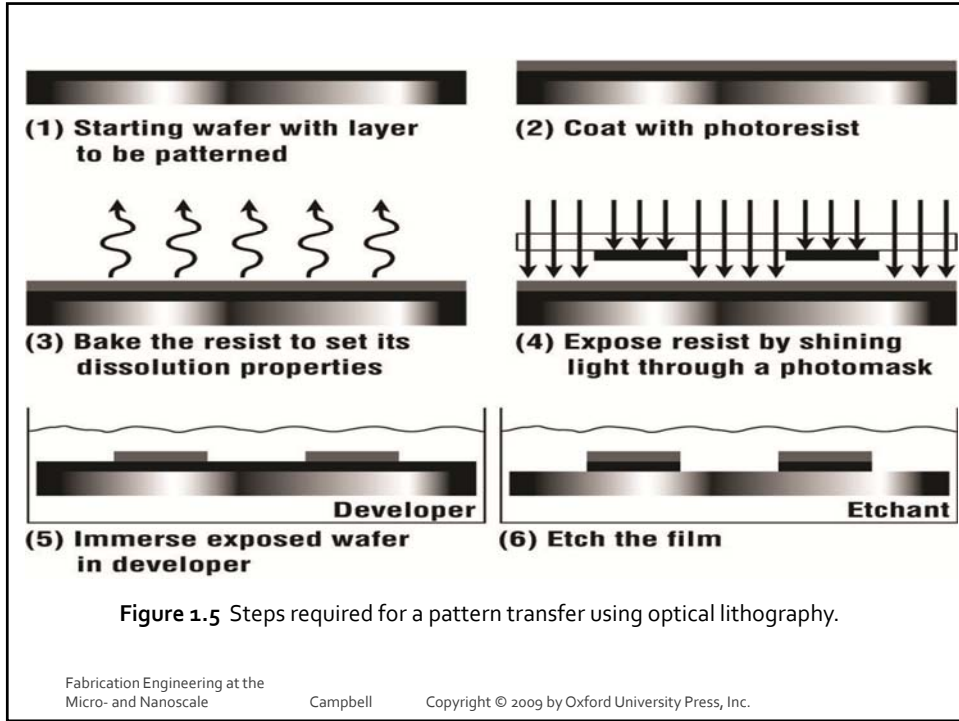 (1) Starting wafer with layer
to be patterned
(2) Coat with photoresist
(3) Bake the resist to set its
dissolution properties
(4) Expose resist by shining
light through a photomask
Developer
(5) Immerse exposed wafer
in developer
Etchant
(6) Etch the film
Figure 1.5 Steps required for a pattern transfer using optical lithography.
Fabrication Engineering at the
Micro- and Nanoscale Campbell Copyright © 2009 by Oxford University Press, Inc.